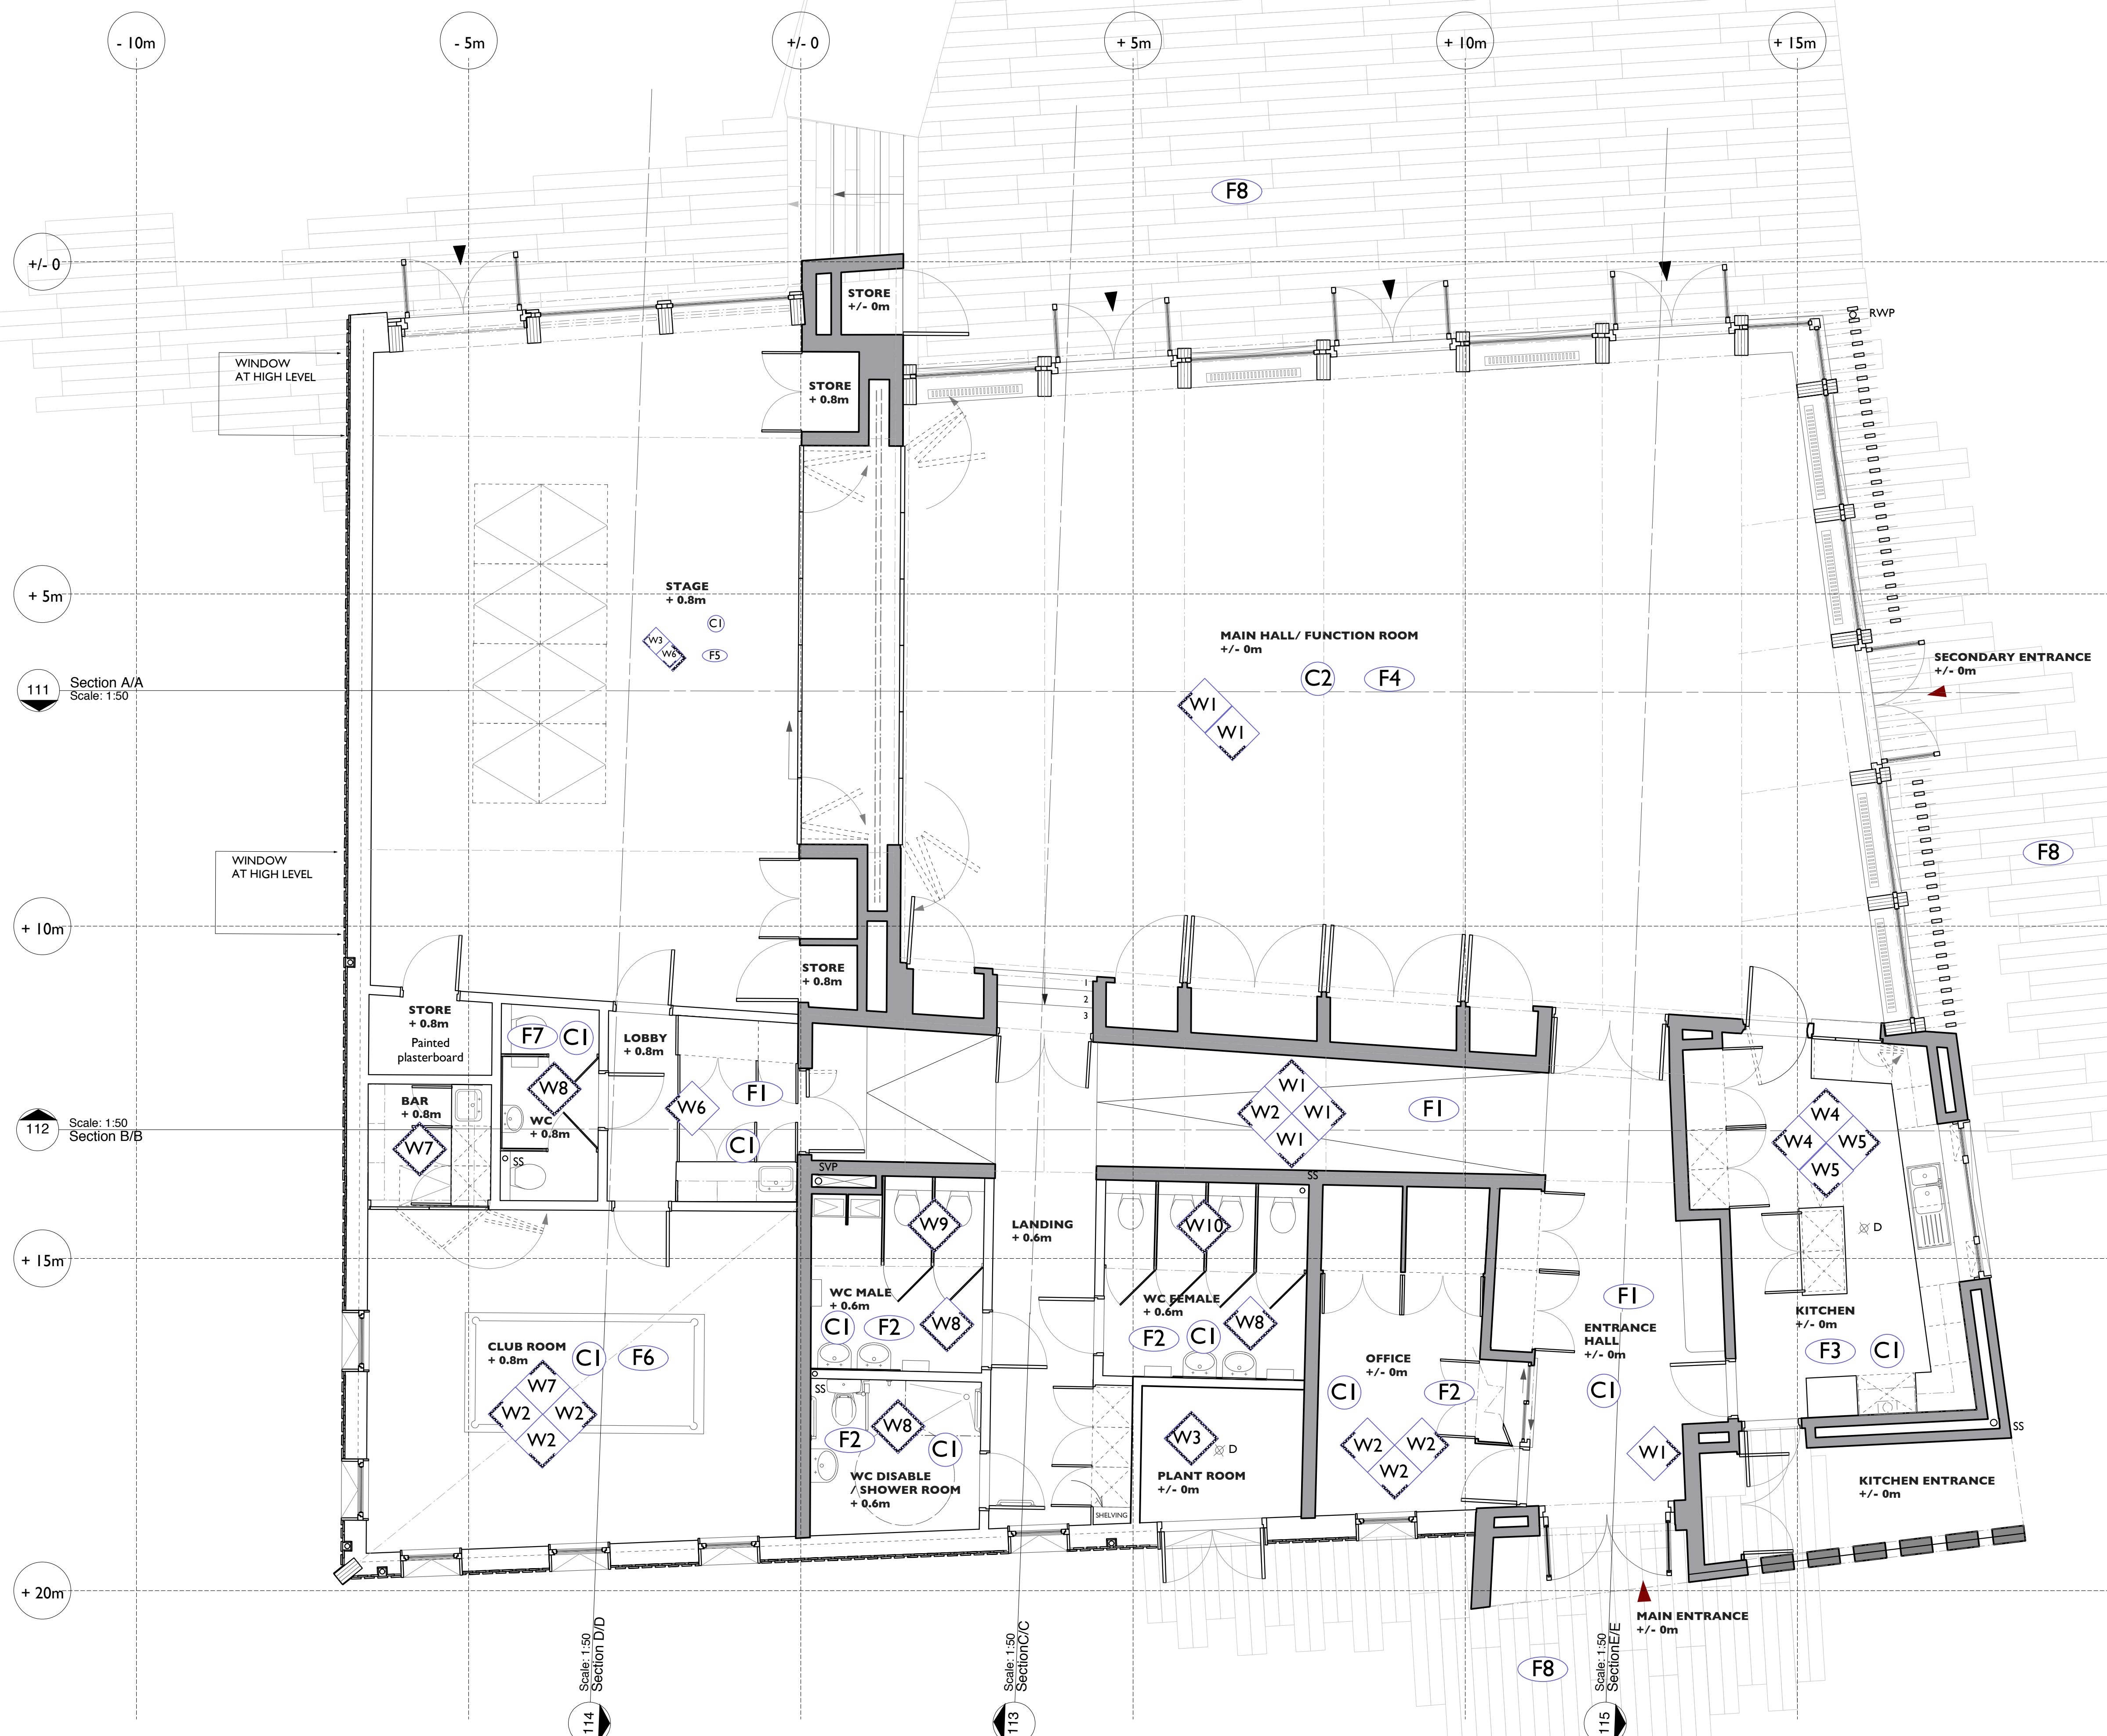 - 10m
- 5m
+/- 0
+ 5m
+ 10m
+ 15m
F8
+/- 0
STORE
+/- 0m
RWP
WINDOW
AT HIGH LEVEL
STORE
+ 0.8m
+ 5m
STAGE
+ 0.8m
C1
W3
W6
F5
MAIN HALL/ FUNCTION ROOM
+/- 0m
C2
F4
W1
W1
SECONDARY ENTRANCE
+/- 0m
111
Section A/A
Scale: 1:50
WINDOW
AT HIGH LEVEL
F8
+ 10m
STORE
+ 0.8m
1
2
3
STORE
+ 0.8m
Painted
plasterboard
F7
C1
LOBBY
+ 0.8m
W8
WC
+ 0.8m
SS
BAR
+ 0.8m
W7
W6
F1
C1
W1
W2
W1
W1
F1
W4
W4
W5
W5
112
Scale: 1:50
Section B/B
SVP
SS
W9
LANDING
+ 0.6m
W10
D
+ 15m
WC MALE
+ 0.6m
C1
F2
W8
WC FEMALE
+ 0.6m
F2
C1
W8
F1
ENTRANCE
HALL
+/- 0m
C1
KITCHEN
+/- 0m
F3
C1
CLUB ROOM
+ 0.8m
C1
F6
W7
W2
W2
W2
OFFICE
+/- 0m
C1
F2
W2
W2
W2
SS
F2
W8
C1
WC DISABLE
/ SHOWER ROOM
+ 0.6m
W3
D
PLANT ROOM
+/- 0m
W1
SS
KITCHEN ENTRANCE
+/- 0m
SHELVING
+ 20m
MAIN ENTRANCE
+/- 0m
F8
Scale: 1:50
Section D/D
114
Scale: 1:50
SectionC/C
113
Scale: 1:50
SectionE/E
115